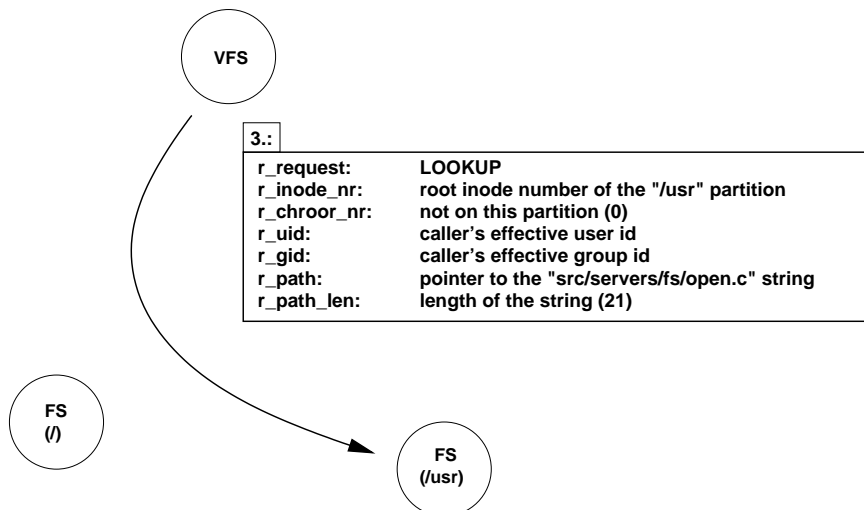 VFS
3.:
r_request: LOOKUP
r_inode_nr: root inode number of the "/usr" partition
r_chroor_nr: not on this partition (0)
r_uid: caller's effective user id
r_gid: caller's effective group id
r_path: pointer to the "src/servers/fs/open.c" string
r_path_len: length of the string (21)
FS
(/)
FS
(/usr)